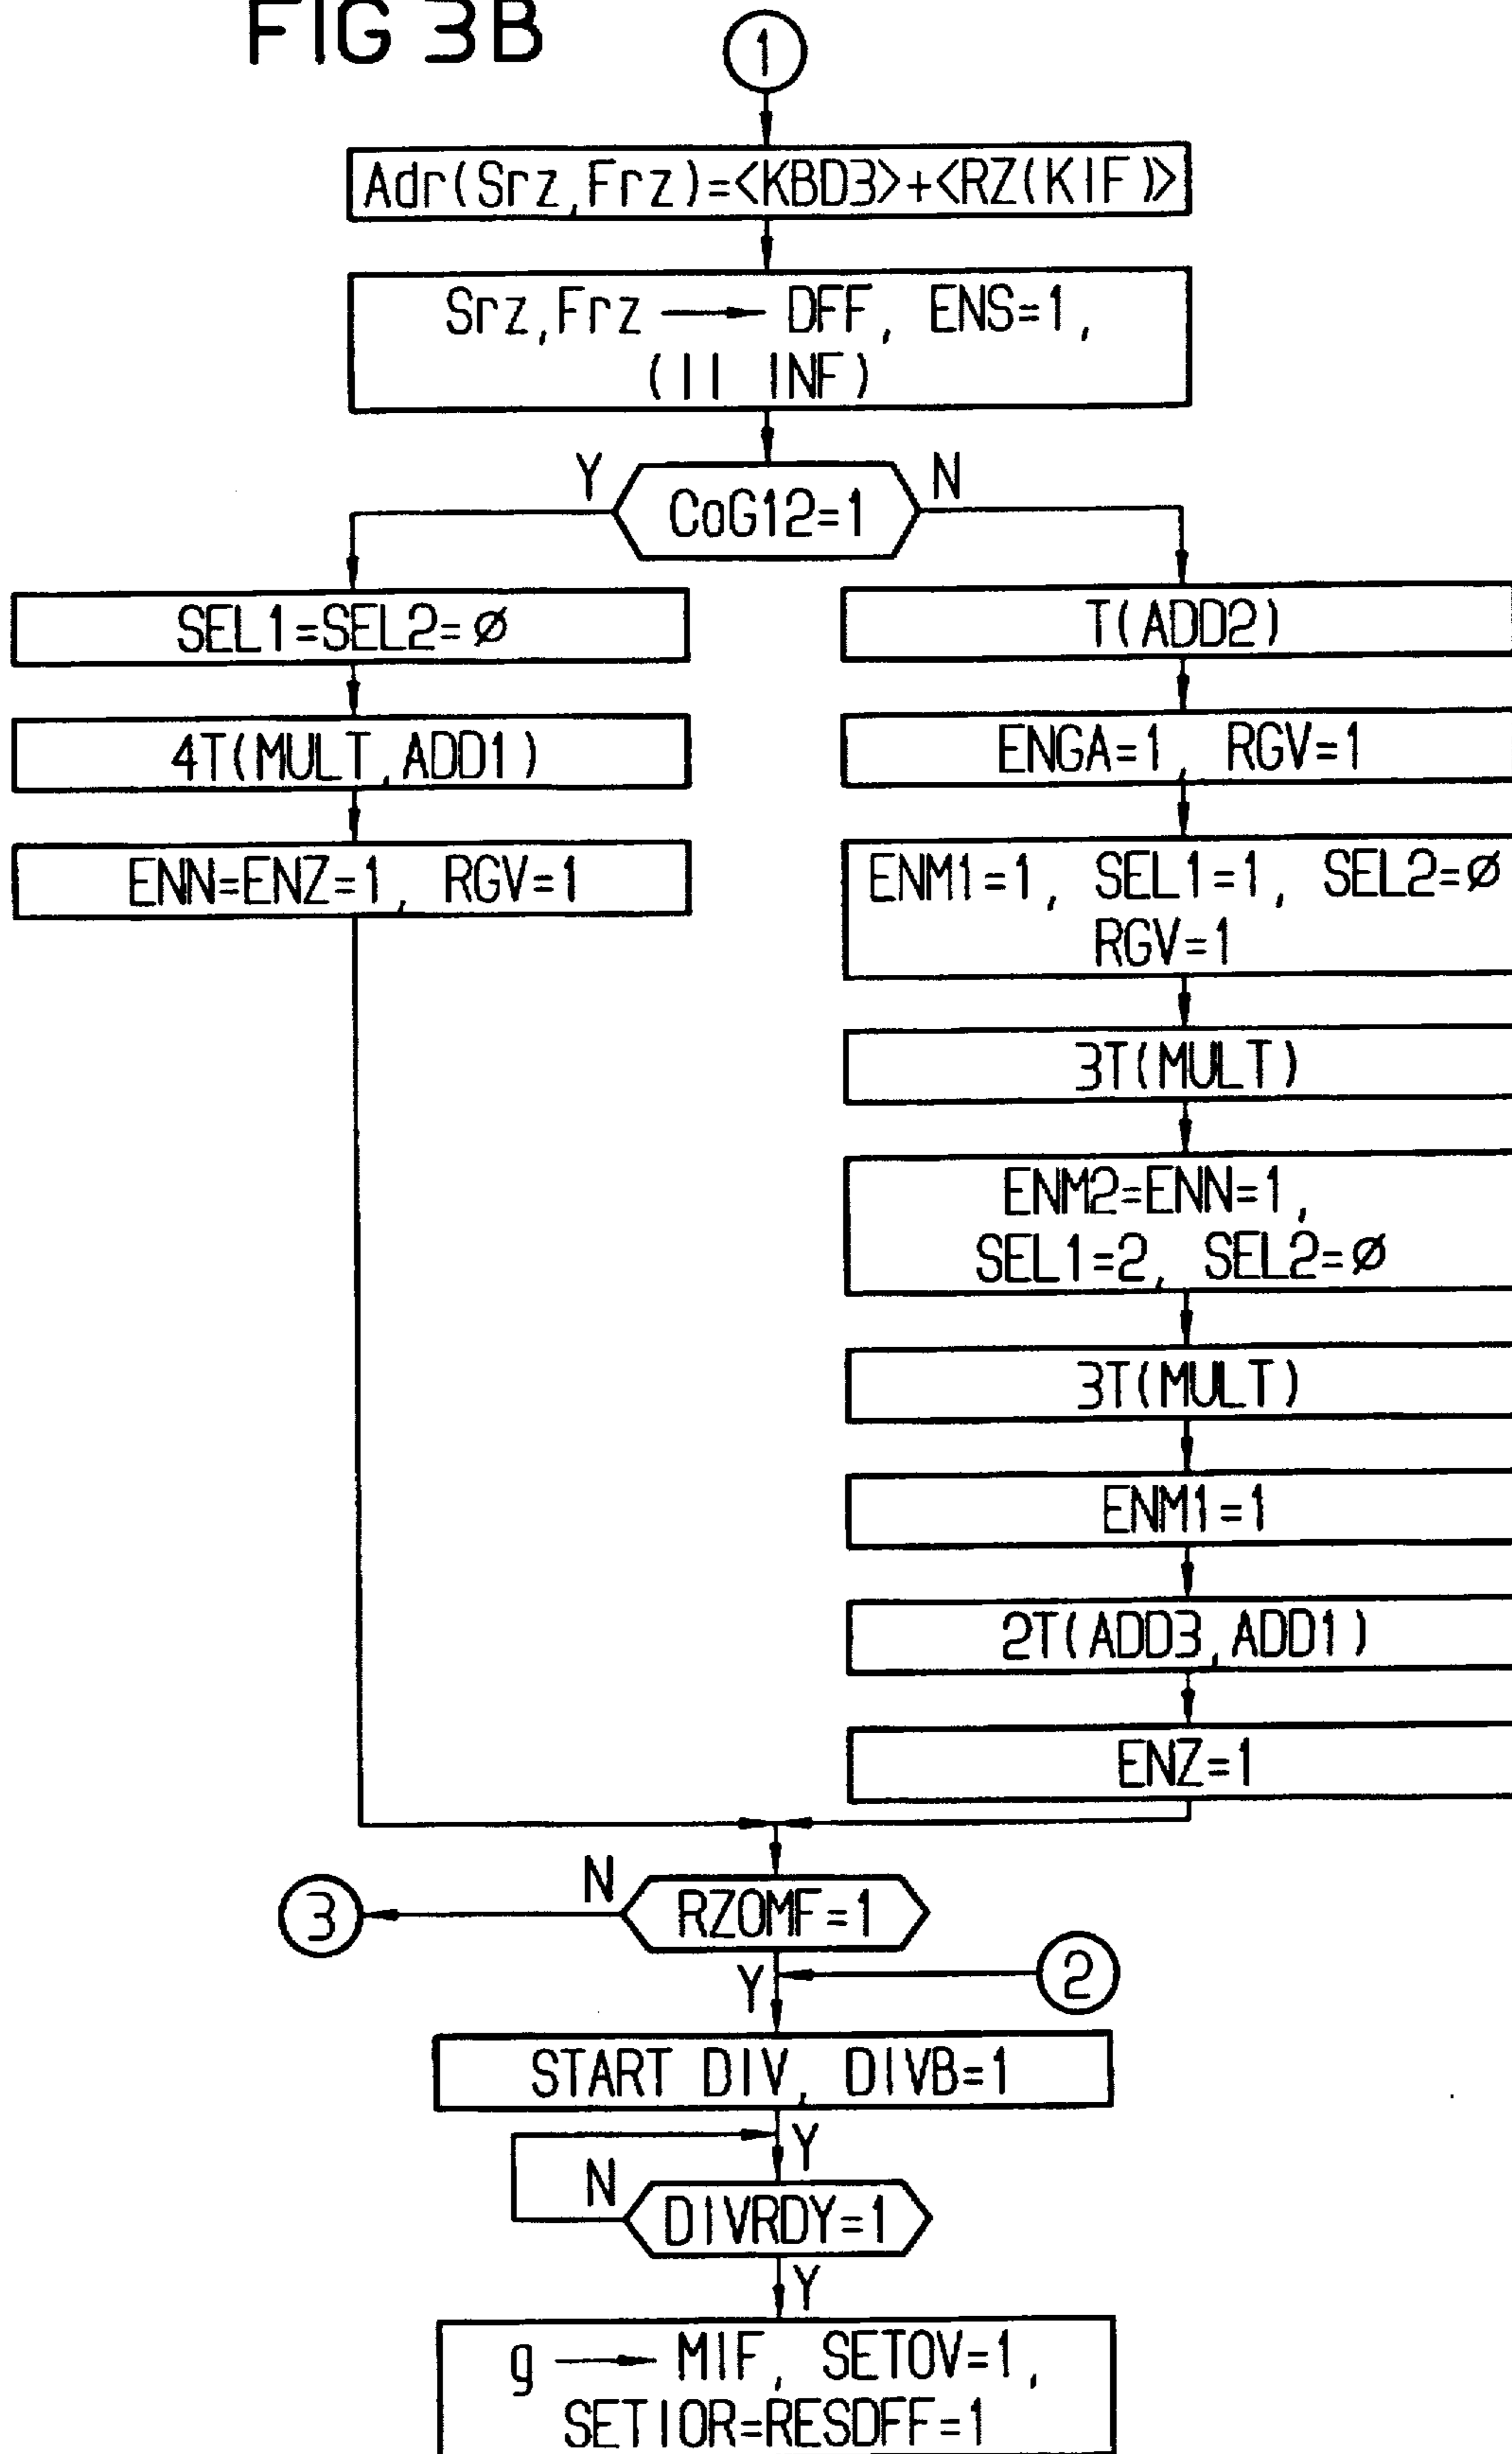 FIG 3B
1
Adr(Srz,Frz)=<KBD3>+<RZ(KIF)>
Srz,Frz → DFF, ENS=1,
(|| INF)
Y
CoG12=1
N
SEL1=SEL2=Ø
4T(MULT,ADD1)
ENN=ENZ=1, RGV=1
T(ADD2)
ENGA=1, RGV=1
ENM1=1, SEL1=1, SEL2=Ø
RGV=1
3T(MULT)
ENM2=ENN=1,
SEL1=2, SEL2=Ø
3T(MULT)
ENM1=1
2T(ADD3,ADD1)
ENZ=1
N
RZOMF=1
3
2
Y
START DIV, DIVB=1
Y
N
DIVRDY=1
Y
g → MIF, SETOV=1,
SETIOR=RESDFF=1